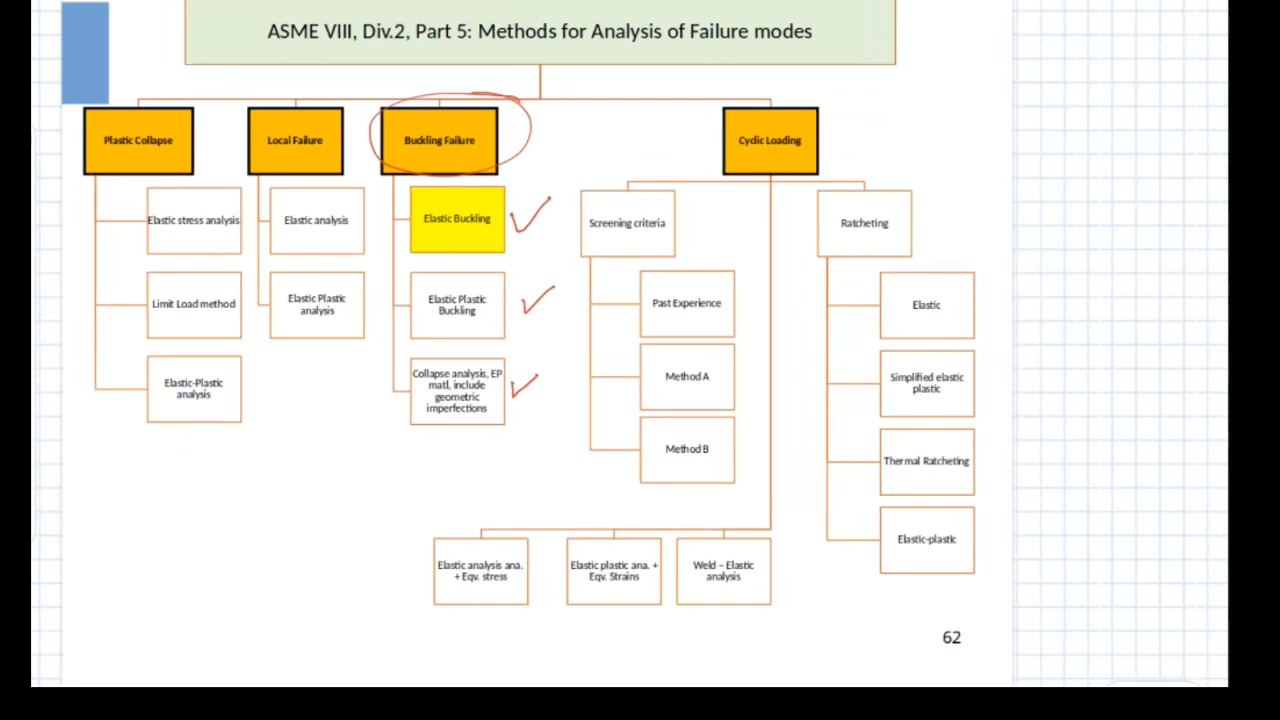 ASME VIII, Div.2, Part 5: Methods for Analysis of Failure modes
Plastic Collapse
Elastic stress analysis
Limit Load method
Elastic-Plastic
analysis
Local Failure
Elastic analysis
Elastic Plastic
analysis
Buckling Failure
Elastic Buckling
Elastic Plastic
Buckling
Collapse analysis, EP
matl, include
geometric
imperfections
Cyclic Loading
Screening criteria
Past Experience
Method A
Method B
Ratcheting
Elastic
Simplified elastic
plastic
Thermal Ratcheting
Elastic-plastic
Elastic analysis ana.
+ Eqv. stress
Elastic plastic ana. +
Eqv. Strains
Weld – Elastic
analysis
62